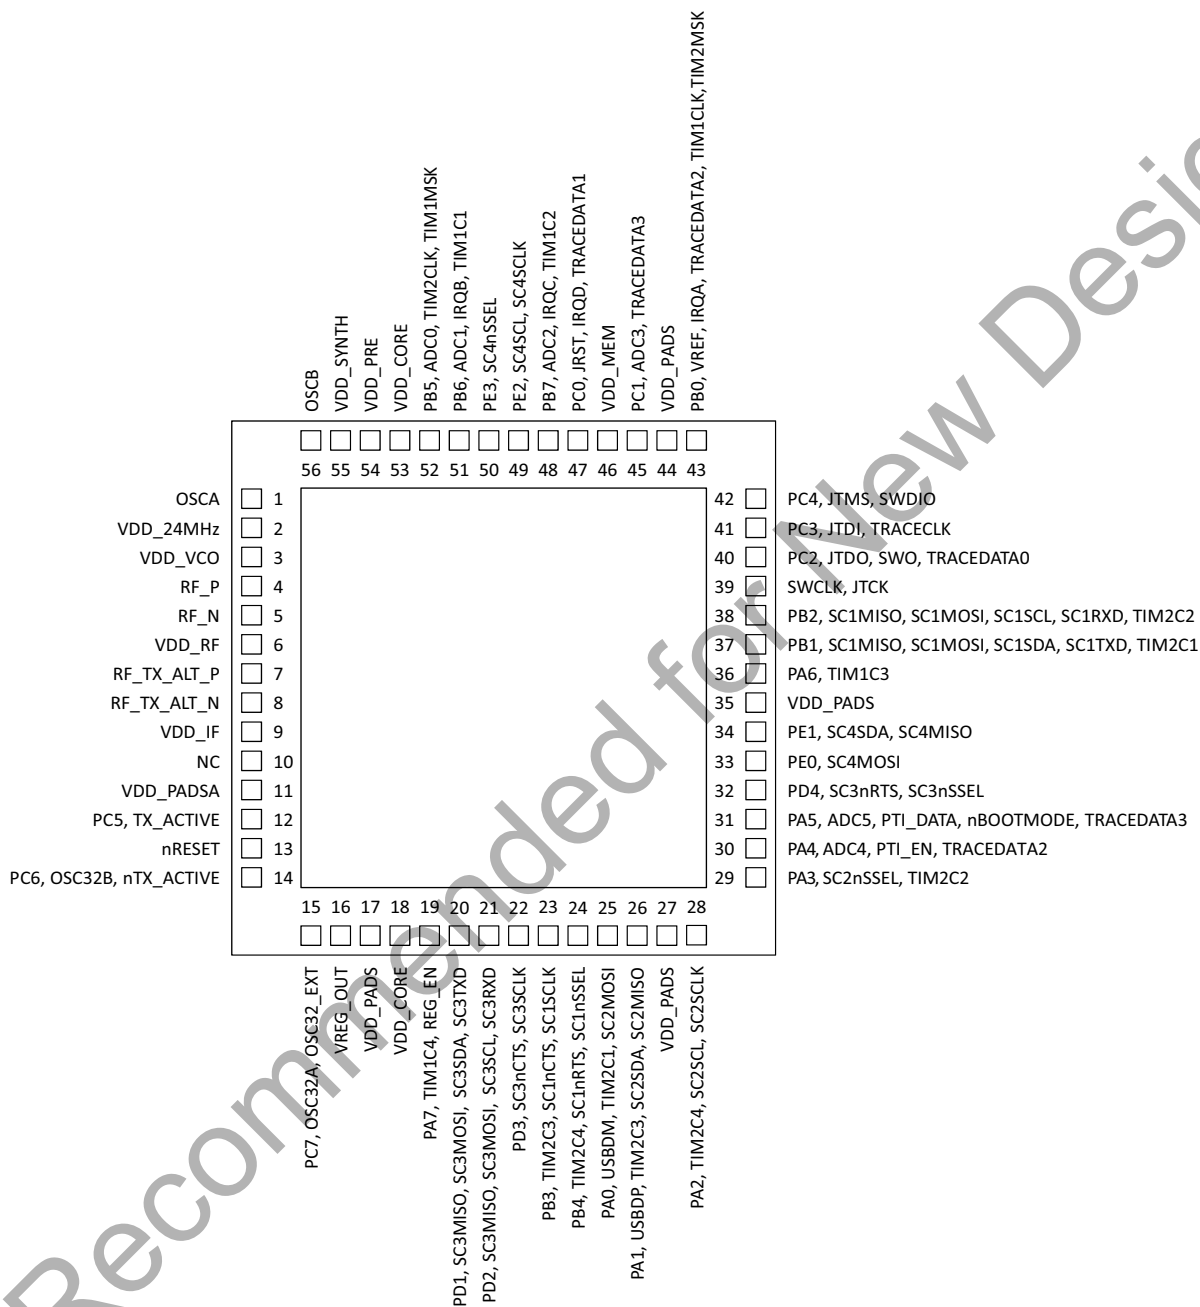 OSCB
VDD_SYNTH
VDD_PRE
VDD_CORE
PB5, ADC0, TIM2CLK, TIM1MSK
PB6, ADC1, IRQB, TIM1C1
PE3, SC4nSSEL
PE2, SC4SCL, SC4SCLK
PB7, ADC2, IRQC, TIM1C2
PC0, JRST, IRQD, TRACEDATA1
VDD_MEM
PC1, ADC3, TRACEDATA3
VDD_PADS
PB0, VREF, IRQA, TRACEDATA2, TIM1CLK,TIM2MSK
56 55 54 53 52 51 50 49 48 47 46 45 44 43
OSCA 1
VDD_24MHz 2
VDD_VCO 3
RF_P 4
RF_N 5
VDD_RF 6
RF_TX_ALT_P 7
RF_TX_ALT_N 8
VDD_IF 9
NC 10
VDD_PADSA 11
PC5, TX_ACTIVE 12
nRESET 13
PC6, OSC32B, nTX_ACTIVE 14
42 PC4, JTMS, SWDIO
41 PC3, JTDI, TRACECLK
40 PC2, JTDO, SWO, TRACEDATA0
39 SWCLK, JTCK
38 PB2, SC1MISO, SC1MOSI, SC1SCL, SC1RXD, TIM2C2
37 PB1, SC1MISO, SC1MOSI, SC1SDA, SC1TXD, TIM2C1
36 PA6, TIM1C3
35 VDD_PADS
34 PE1, SC4SDA, SC4MISO
33 PE0, SC4MOSI
32 PD4, SC3nRTS, SC3nSSEL
31 PA5, ADC5, PTI_DATA, nBOOTMODE, TRACEDATA3
30 PA4, ADC4, PTI_EN, TRACEDATA2
29 PA3, SC2nSSEL, TIM2C2
15 16 17 18 19 20 21 22 23 24 25 26 27 28
PC7, OSC32A, OSC32_EXT
VREG_OUT
VDD_PADS
VDD_CORE
PA7, TIM1C4, REG_EN
PD1, SC3MISO, SC3MOSI, SC3SDA, SC3TXD
PD2, SC3MISO, SC3MOSI, SC3SCL, SC3RXD
PD3, SC3nCTS, SC3SCLK
PB3, TIM2C3, SC1nCTS, SC1SCLK
PB4, TIM2C4, SC1nRTS, SC1nSSEL
PA0, USBDM, TIM2C1, SC2MOSI
PA1, USBDP, TIM2C3, SC2SDA, SC2MISO
VDD_PADS
PA2, TIM2C4, SC2SCL, SC2SCLK
Recommended for New Desig